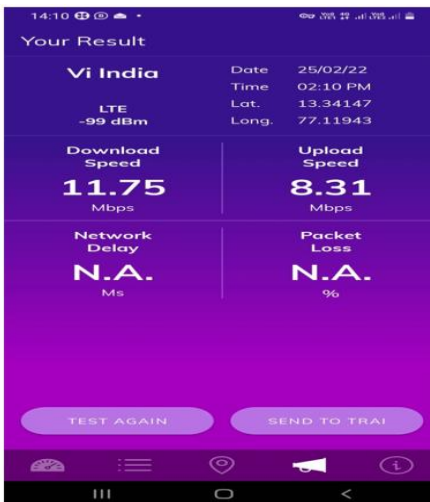 14:10
Your Result
Vi India
LTE
-99 dBm
Date 25/02/22
Time 02:10 PM
Lat. 13.34147
Long. 77.11943
Download
Speed
11.75
Mbps
Upload
Speed
8.31
Mbps
Network
Delay
N.A.
Ms
Packet
Loss
N.A.
%
TEST AGAIN
SEND TO TRAI